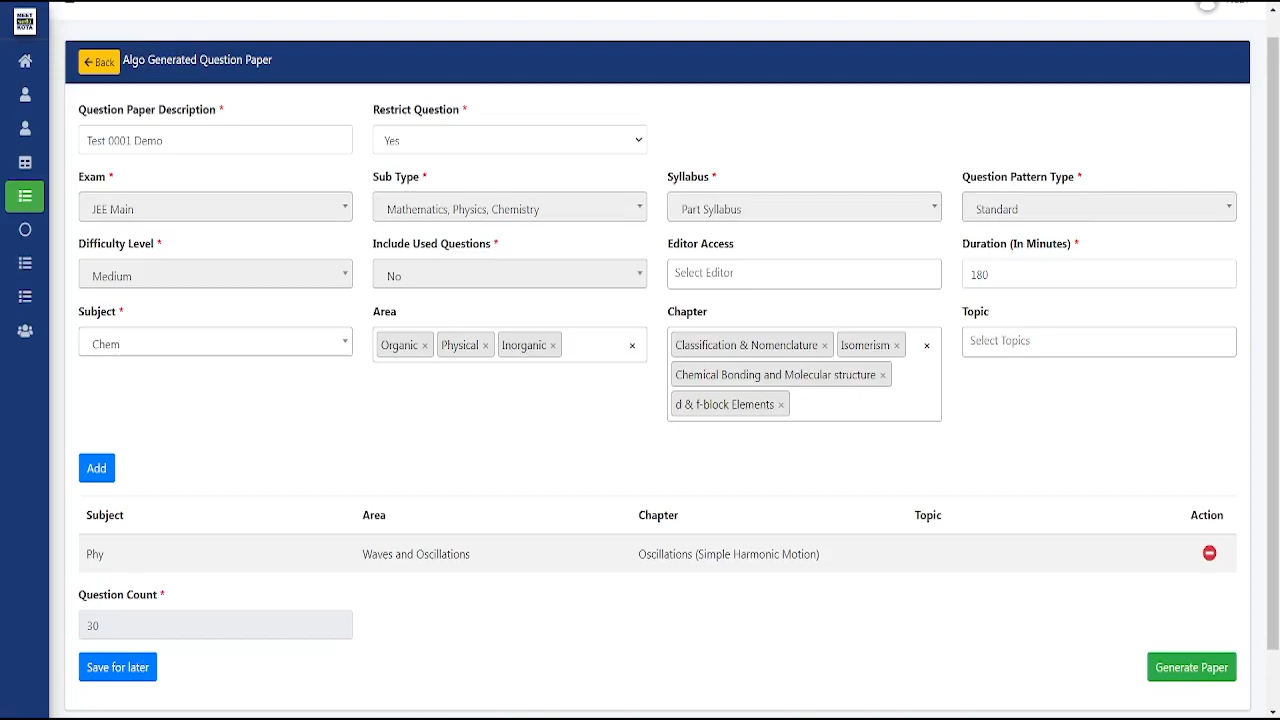 NEET
KOTA
← Back Algo Generated Question Paper
Question Paper Description * Restrict Question *
Test 0001 Demo Yes
Exam * Sub Type * Syllabus * Question Pattern Type *
JEE Main Mathematics, Physics, Chemistry Part Syllabus Standard
Difficulty Level * Include Used Questions * Editor Access Duration (In Minutes) *
Medium No Select Editor 180
Subject * Area Chapter Topic
Chem Organic × Physical × Inorganic × × Classification & Nomenclature × Isomerism × × Select Topics
Chemical Bonding and Molecular structure ×
d & f-block Elements ×
Add
Subject Area Chapter Topic Action
Phy Waves and Oscillations Oscillations (Simple Harmonic Motion)
Question Count *
30
Save for later Generate Paper